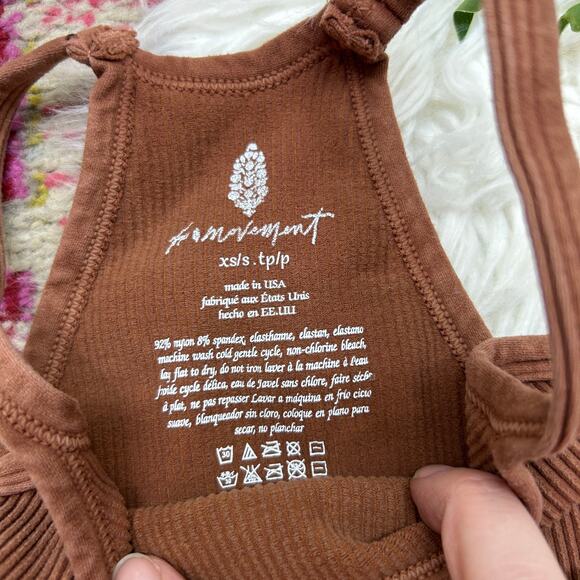 movement
xs/s .tp/p
made in USA
fabriqué aux États Unis
hecho en EE.UU
92% nylon 8% spandex, elasthanne, elastan, elastano
machine wash cold gentle cycle, non-chlorine bleach,
lay flat to dry, do not iron laver à la machine à l'eau
froide cycle délica, eau de Javel sans chlore, faire séche
à plat, ne pas repasser Lavar a máquina en frío ciclo
suave, blanqueador sin cloro, coloque en plano para
secar, no planchar
30